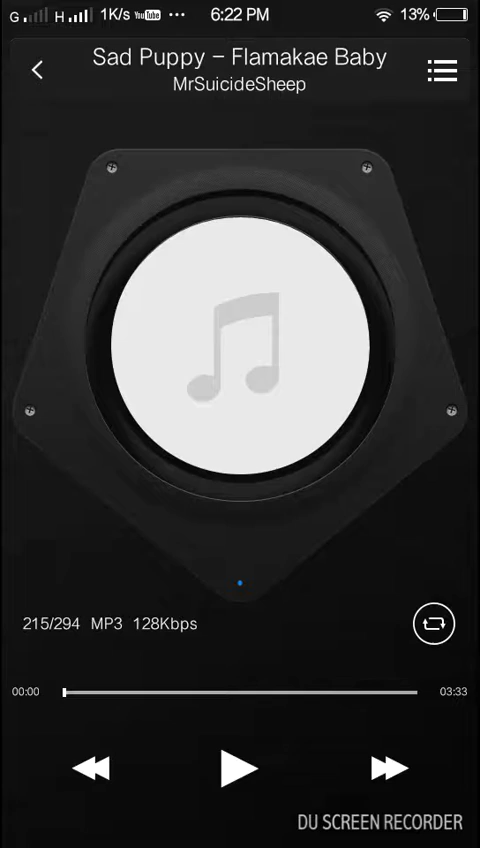 G H 1K/s YouTube ••• 6:22 PM 13%
Sad Puppy – Flamakae Baby
MrSuicideSheep
215/294 MP3 128Kbps
00:00 03:33
DU SCREEN RECORDER